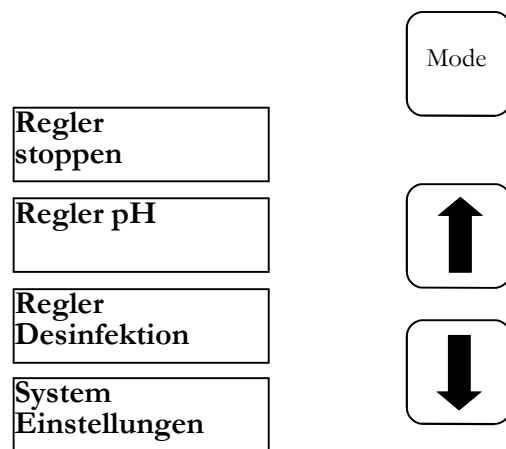 Mode
Regler
stoppen
Regler pH
Regler
Desinfektion
System
Einstellungen